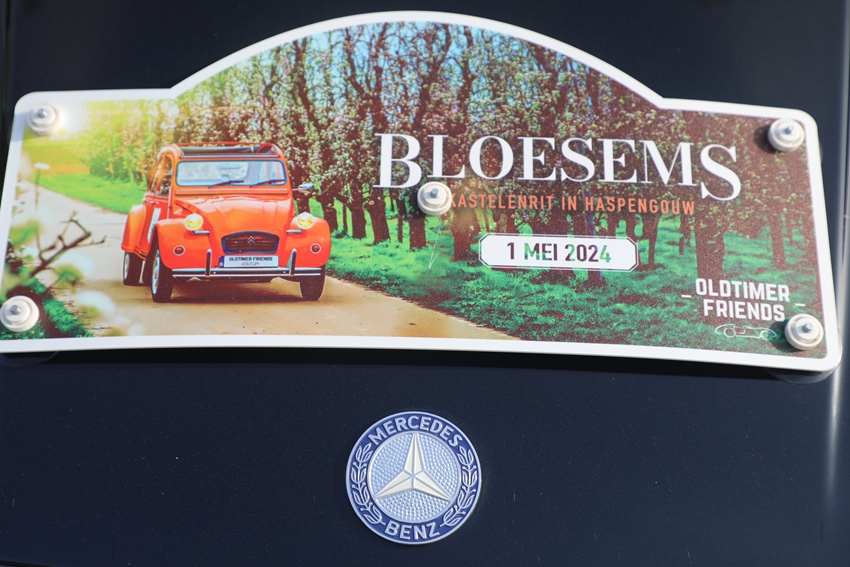 BLOESEMS
KASTELENRIT IN HASPENGOUW
1 MEI 2024
OLDTIMER FRIENDS
OLDTIMER
FRIENDS
MERCEDES
BENZ